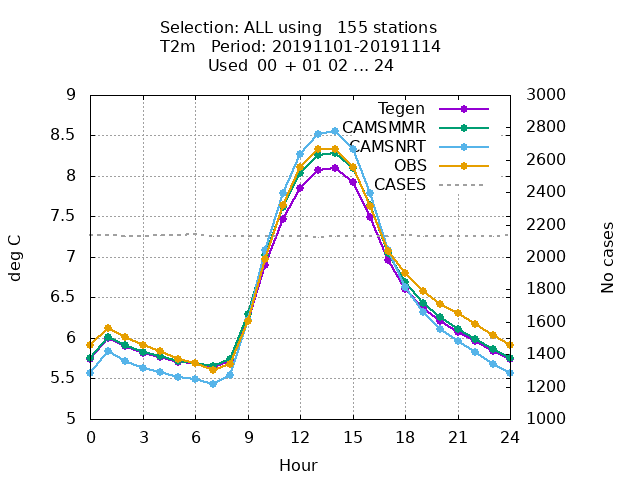 Selection: ALL using   155 stations
T2m   Period: 20191101-20191114
Used  00 + 01 02 ... 24
9
8.5
8
7.5
7
6.5
6
5.5
5
3000
2800
2600
2400
2200
2000
1800
1600
1400
1200
1000
Tegen
CAMSMMR
CAMSNRT
OBS
CASES
deg C
No cases
0 3 6 9 12 15 18 21 24
Hour